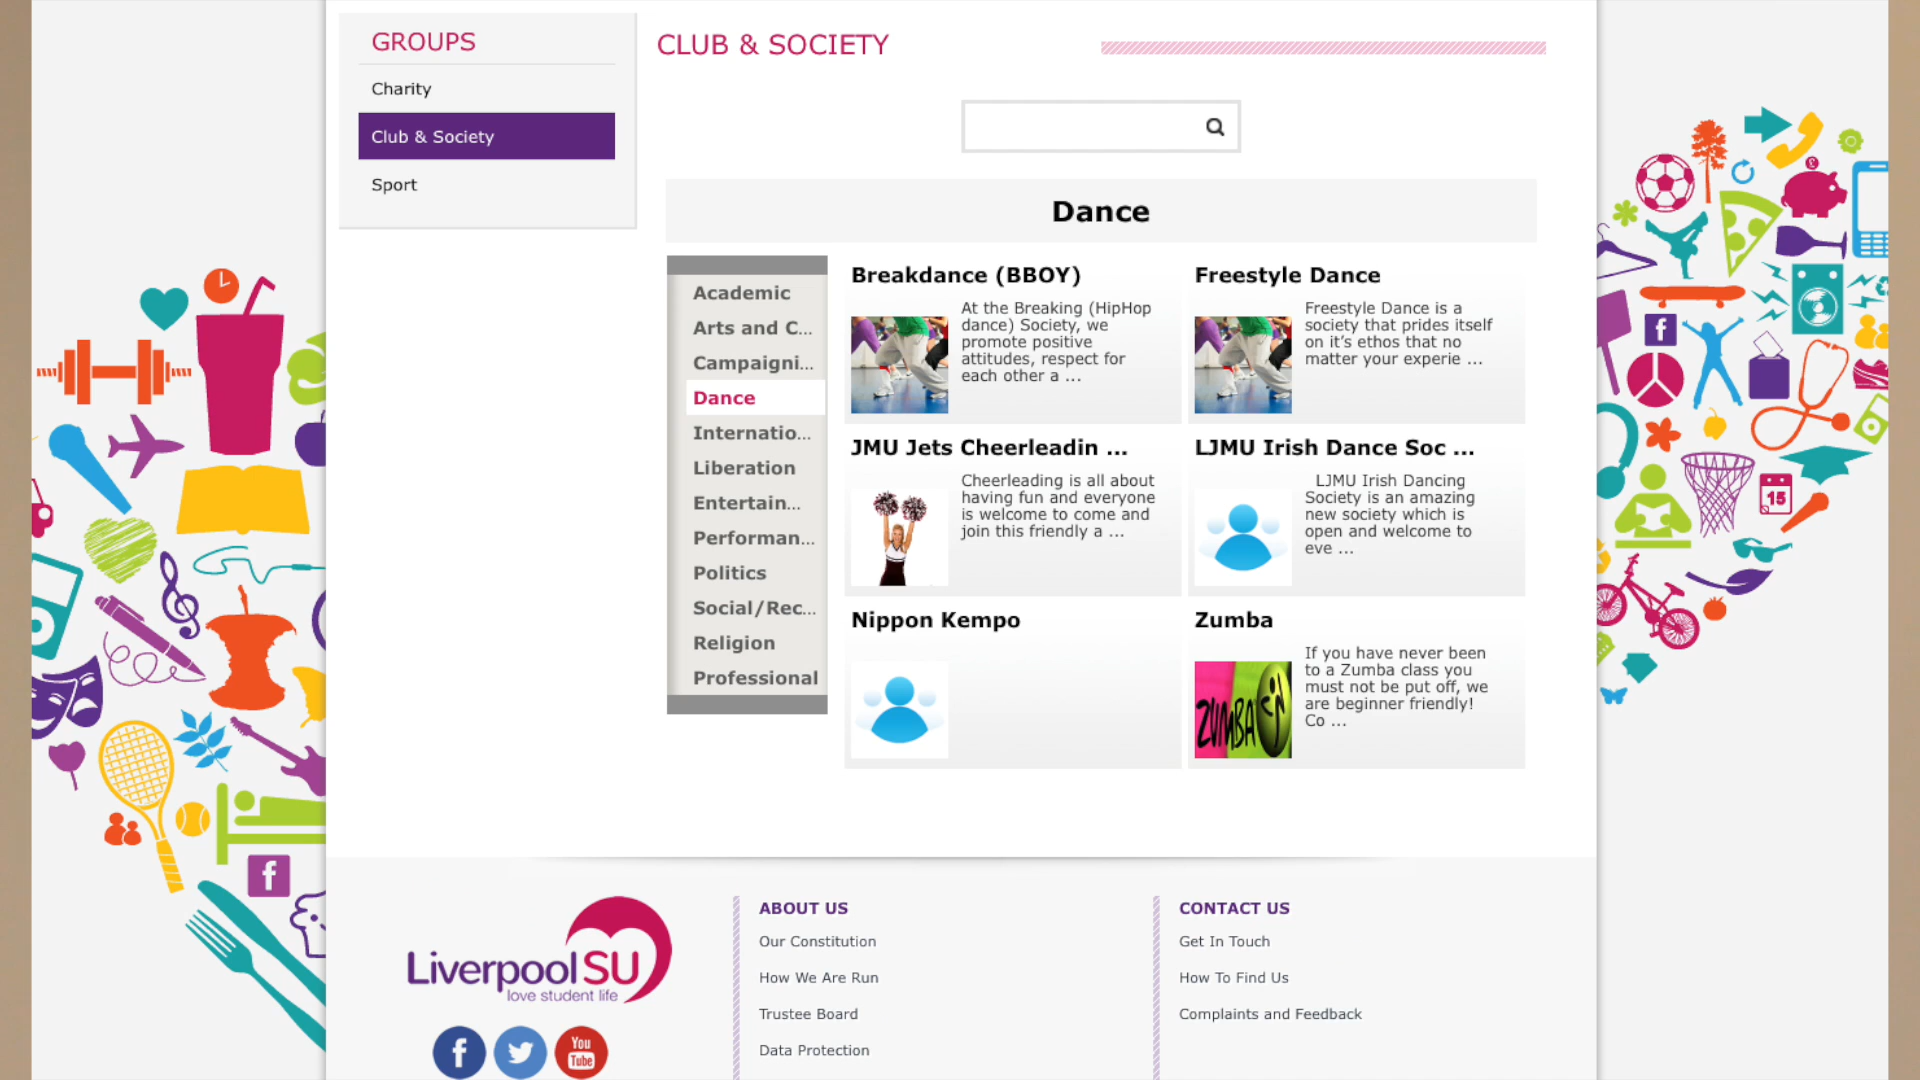 GROUPS
Charity
Club & Society
Sport
CLUB & SOCIETY
Dance
Academic
Arts and C...
Campaigni...
Dance
Internatio...
Liberation
Entertain...
Performan...
Politics
Social/Rec...
Religion
Professional
Breakdance (BBOY)
At the Breaking (HipHop
dance) Society, we
promote positive
attitudes, respect for
each other a ...
Freestyle Dance
Freestyle Dance is a
society that prides itself
on it's ethos that no
matter your experie ...
JMU Jets Cheerleadin ...
Cheerleading is all about
having fun and everyone
is welcome to come and
join this friendly a ...
LJMU Irish Dance Soc ...
LJMU Irish Dancing
Society is an amazing
new society which is
open and welcome to
eve ...
Nippon Kempo
Zumba
ZUMBA
If you have never been
to a Zumba class you
must not be put off, we
are beginner friendly!
Co ...
15
Liverpool SU
love student life
You
Tube
ABOUT US
Our Constitution
How We Are Run
Trustee Board
Data Protection
CONTACT US
Get In Touch
How To Find Us
Complaints and Feedback